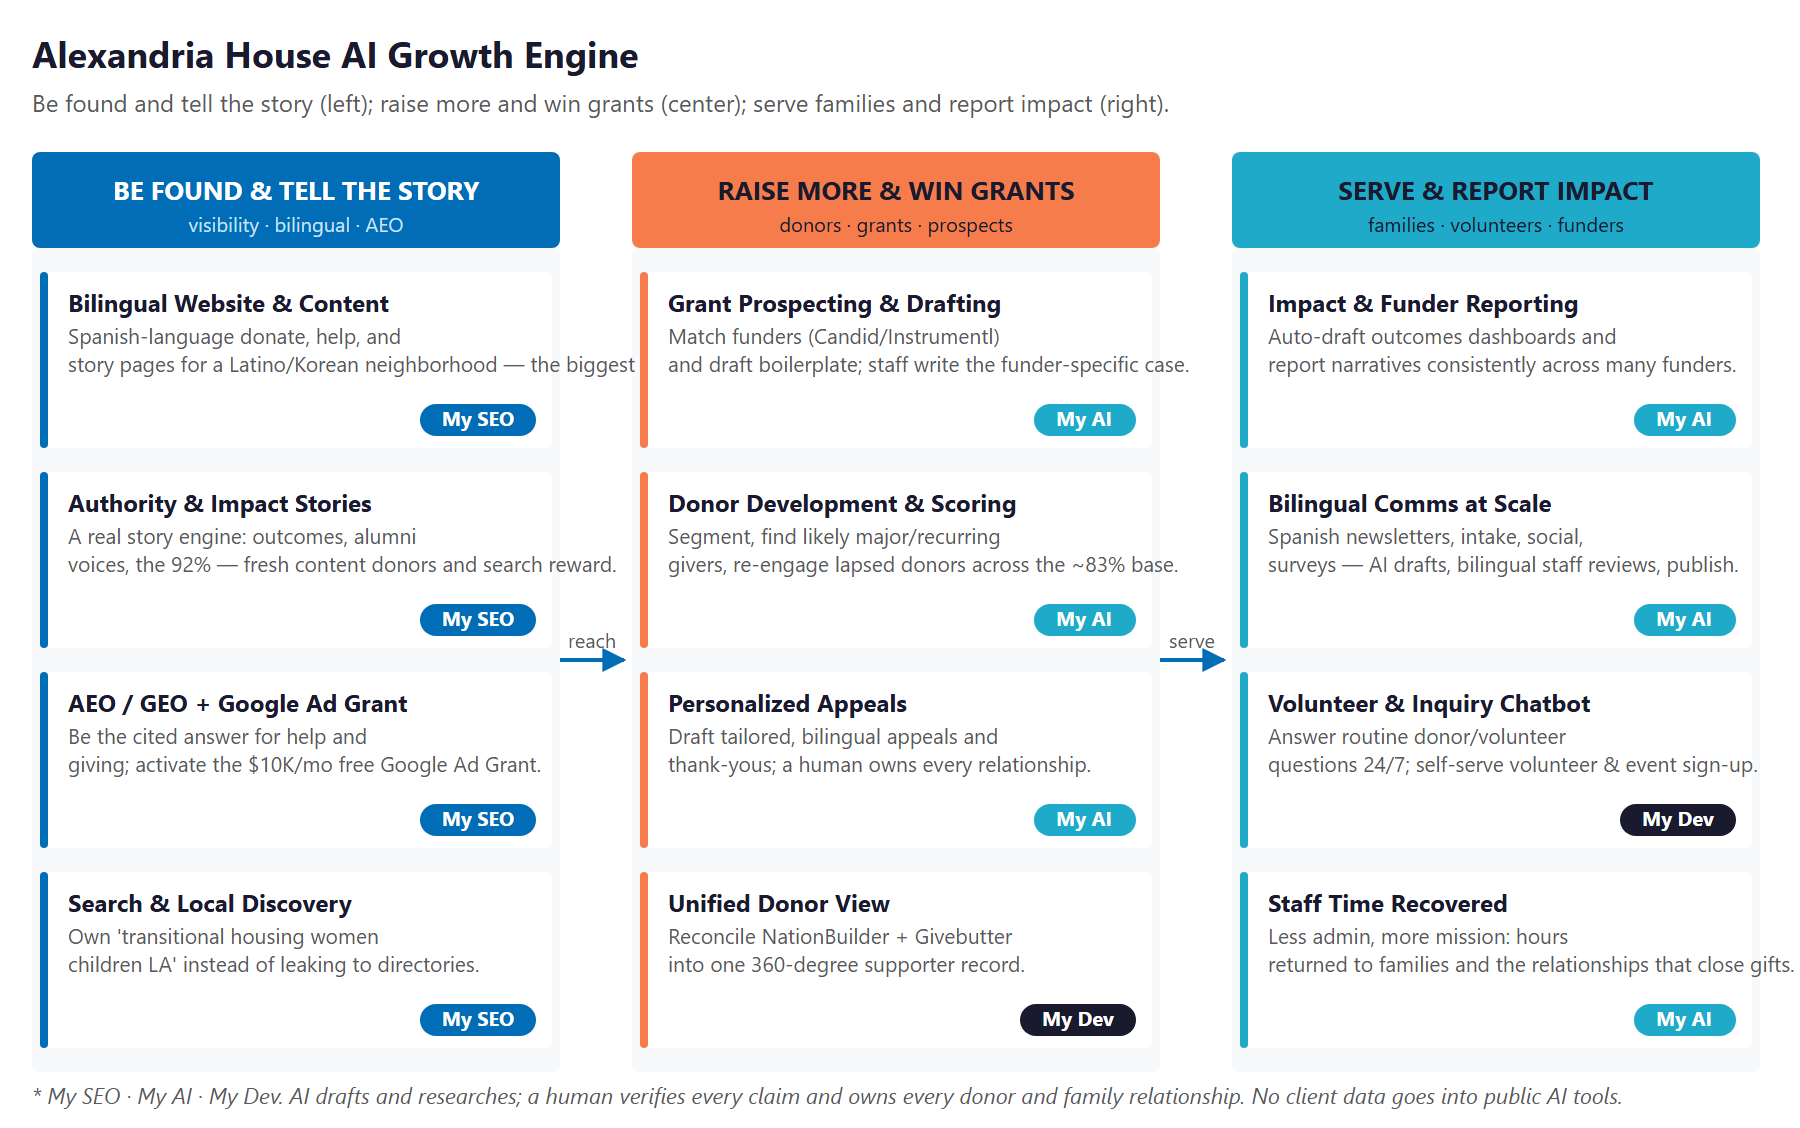 Alexandria House AI Growth Engine
Be found and tell the story (left); raise more and win grants (center); serve families and report impact (right).
BE FOUND & TELL THE STORY
visibility · bilingual · AEO
Bilingual Website & Content
Spanish-language donate, help, and
story pages for a Latino/Korean neighborhood — the biggest
My SEO
Authority & Impact Stories
A real story engine: outcomes, alumni
voices, the 92% — fresh content donors and search reward.
My SEO
AEO / GEO + Google Ad Grant
Be the cited answer for help and
giving; activate the $10K/mo free Google Ad Grant.
My SEO
Search & Local Discovery
Own 'transitional housing women
children LA' instead of leaking to directories.
My SEO
reach
RAISE MORE & WIN GRANTS
donors · grants · prospects
Grant Prospecting & Drafting
Match funders (Candid/Instrumentl)
and draft boilerplate; staff write the funder-specific case.
My AI
Donor Development & Scoring
Segment, find likely major/recurring
givers, re-engage lapsed donors across the ~83% base.
My AI
Personalized Appeals
Draft tailored, bilingual appeals and
thank-yous; a human owns every relationship.
My AI
Unified Donor View
Reconcile NationBuilder + Givebutter
into one 360-degree supporter record.
My Dev
serve
SERVE & REPORT IMPACT
families · volunteers · funders
Impact & Funder Reporting
Auto-draft outcomes dashboards and
report narratives consistently across many funders.
My AI
Bilingual Comms at Scale
Spanish newsletters, intake, social,
surveys — AI drafts, bilingual staff reviews, publish.
My AI
Volunteer & Inquiry Chatbot
Answer routine donor/volunteer
questions 24/7; self-serve volunteer & event sign-up.
My Dev
Staff Time Recovered
Less admin, more mission: hours
returned to families and the relationships that close gifts.
My AI
* My SEO · My AI · My Dev. AI drafts and researches; a human verifies every claim and owns every donor and family relationship. No client data goes into public AI tools.